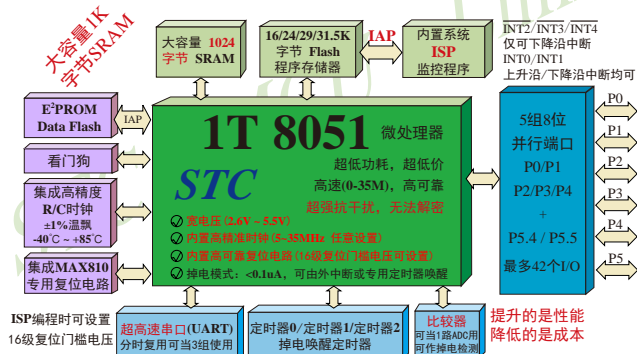 大容量1K
字节SRAM
大容量 1024
字节 SRAM
16/24/29/31.5K
字节 Flash
程序存储器
IAP
内置系统
ISP
监控程序
INT2/INT3/INT4
仅可下降沿中断
INT0/INT1
上升沿/下降沿中断均可
E²PROM
Data Flash
IAP
看门狗
集成高精度
R/C时钟
±1%温飘
-40℃ ~ +85℃
集成MAX810
专用复位电路
1T 8051 微处理器
STC
超低功耗，超低价
高速(0-35M)，高可靠
超强抗干扰，无法解密
宽电压(2.6V ~ 5.5V)
内置高精准时钟(5~35MHz 任意设置)
内置高可靠复位电路(16级复位门槛电压可设置)
掉电模式：<0.1uA，可由外中断或专用定时器唤醒
5组8位
并行端口
P0/P1
P2/P3/P4
+
P5.4 / P5.5
最多42个I/O
P0
P1
P2
P3
P4
P5
ISP编程时可设置
16级复位门槛电压
超高速串口(UART)
分时复用可当3组使用
定时器0/定时器1/定时器2
掉电唤醒定时器
比较器
可当1路ADC用
可作掉电检测
提升的是性能
降低的是成本